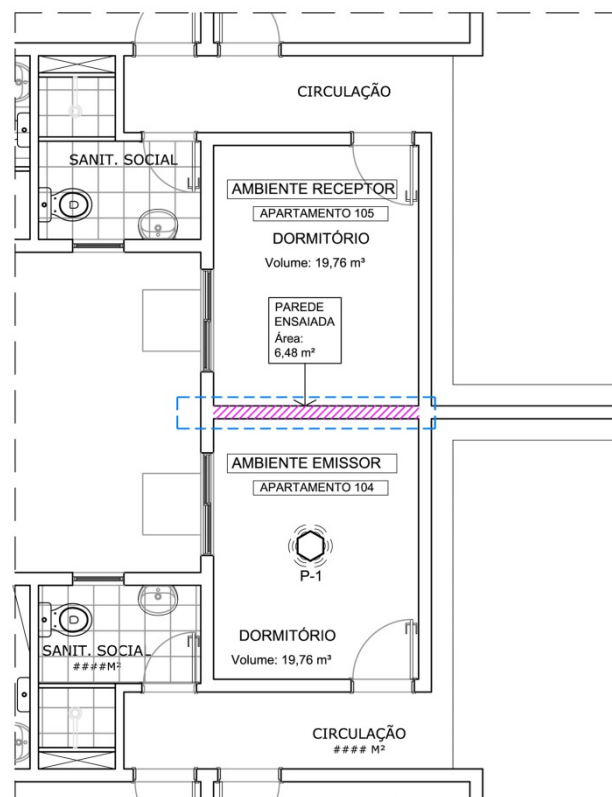 CIRCULAÇÃO
SANIT. SOCIAL
AMBIENTE RECEPTOR
APARTAMENTO 105
DORMITÓRIO
Volume: 19,76 m³
PAREDE
ENSAIADA
Área:
6,48 m²
AMBIENTE EMISSOR
APARTAMENTO 104
P-1
DORMITÓRIO
Volume: 19,76 m³
SANIT. SOCIAL
####M²
CIRCULAÇÃO
#### M²